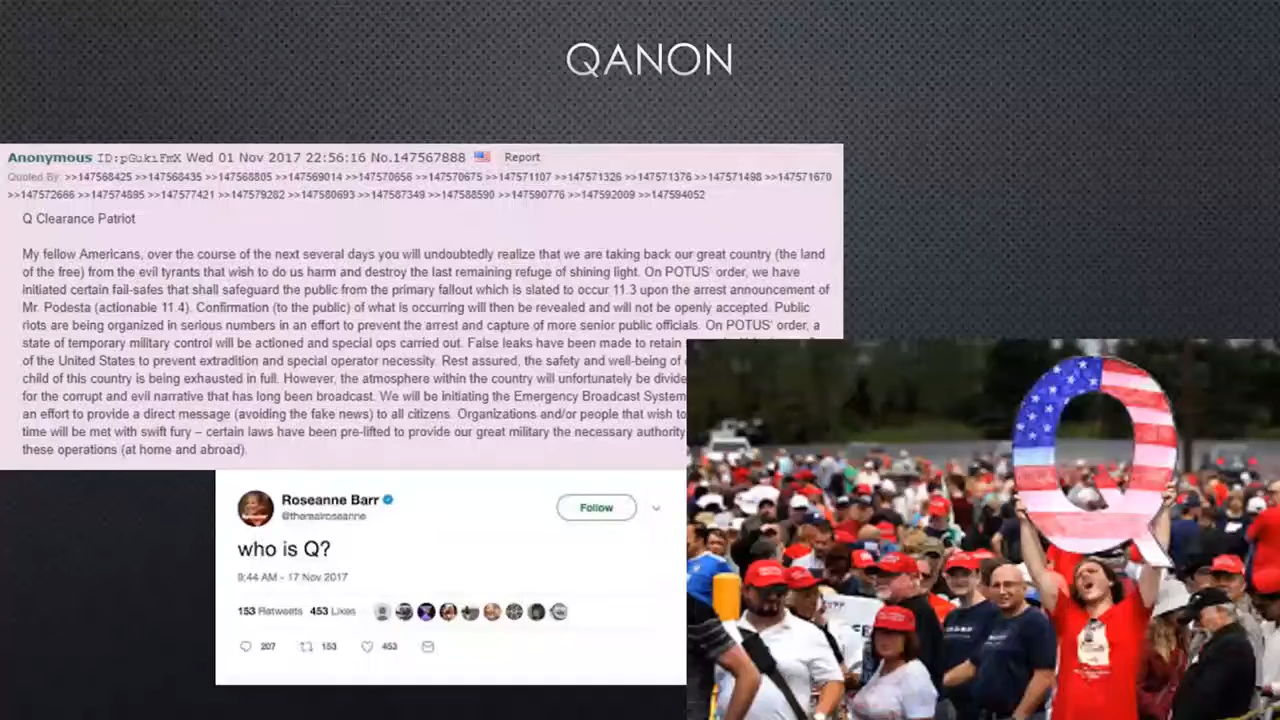 QANON
Anonymous ID:pGukiFmX Wed 01 Nov 2017 22:56:16 No.147567888 Report
Quoted By: >>147568425 >>147568435 >>147568805 >>147569014 >>147570656 >>147570675 >>147571107 >>147571326 >>147571376 >>147571498 >>147571670
>>147572666 >>147574895 >>147577421 >>147579282 >>147580693 >>147587349 >>147588590 >>147590776 >>147592009 >>147594052
Q Clearance Patriot
My fellow Americans, over the course of the next several days you will undoubtedly realize that we are taking back our great country (the land
of the free) from the evil tyrants that wish to do us harm and destroy the last remaining refuge of shining light. On POTUS' order, we have
initiated certain fail-safes that shall safeguard the public from the primary fallout which is slated to occur 11.3 upon the arrest announcement of
Mr. Podesta (actionable 11.4). Confirmation (to the public) of what is occurring will then be revealed and will not be openly accepted. Public
riots are being organized in serious numbers in an effort to prevent the arrest and capture of more senior public officials. On POTUS' order, a
state of temporary military control will be actioned and special ops carried out. False leaks have been made to retain
of the United States to prevent extradition and special operator necessity. Rest assured, the safety and well-being of
child of this country is being exhausted in full. However, the atmosphere within the country will unfortunately be divide
for the corrupt and evil narrative that has long been broadcast. We will be initiating the Emergency Broadcast System
an effort to provide a direct message (avoiding the fake news) to all citizens. Organizations and/or people that wish to
time will be met with swift fury – certain laws have been pre-lifted to provide our great military the necessary authority
these operations (at home and abroad).
Roseanne Barr
@therealroseanne
Follow
who is Q?
9:44 AM - 17 Nov 2017
153 Retweets 453 Likes
207 153 453
Q